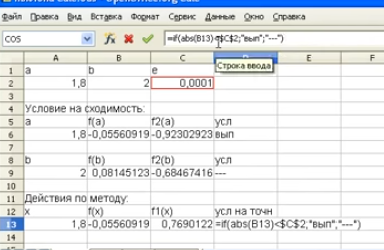 Файл Правка Вид Вставка Формат Сервис Данные Окно Справка
COS =if(abs(B13)<$C$2;"вып";"---")
Строка ввода
A B C D E F
1 a b e
2 1,8 2 0,0001
3
4 Условие на сходимость:
5 a f(a) f2(a) усл
6 1,8 -0,05560919 -0,92302923 вып
7
8 b f(b) f2(b) усл
9 2 0,08145123 -0,68467416 ---
10
11 Действия по методу:
12 x f(x) f1(x) усл на точн
13 1,8 -0,05560919 0,7690122 =if(abs(B13)<$C$2;"вып";"---")
14